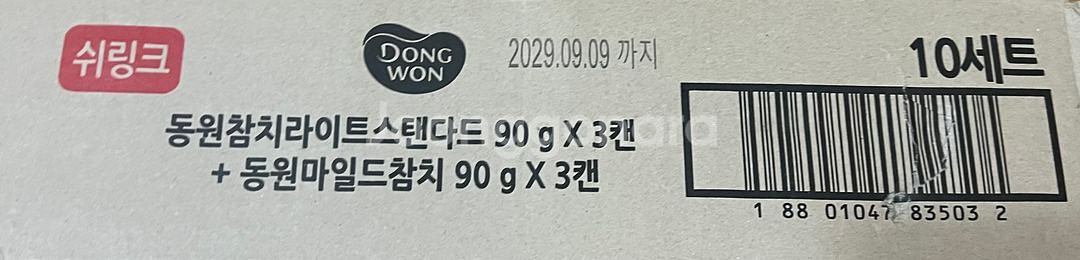 쉬링크
DONG WON
2029.09.09 까지
10세트
동원참치라이트스탠다드 90 g X 3캔
+ 동원마일드참치 90 g X 3캔
1 88 01047 83503 2